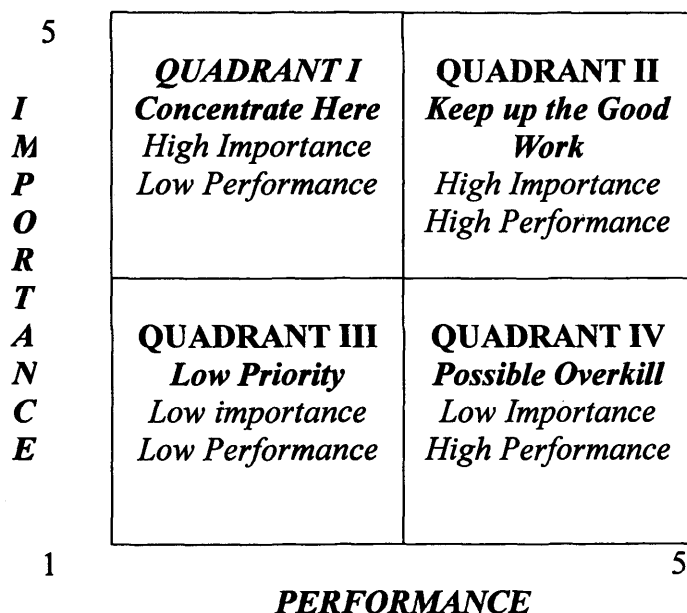 5
IMPORTANCE
QUADRANT I
Concentrate Here
High Importance
Low Performance
QUADRANT II
Keep up the Good
Work
High Importance
High Performance
QUADRANT III
Low Priority
Low importance
Low Performance
QUADRANT IV
Possible Overkill
Low Importance
High Performance
1
5
PERFORMANCE